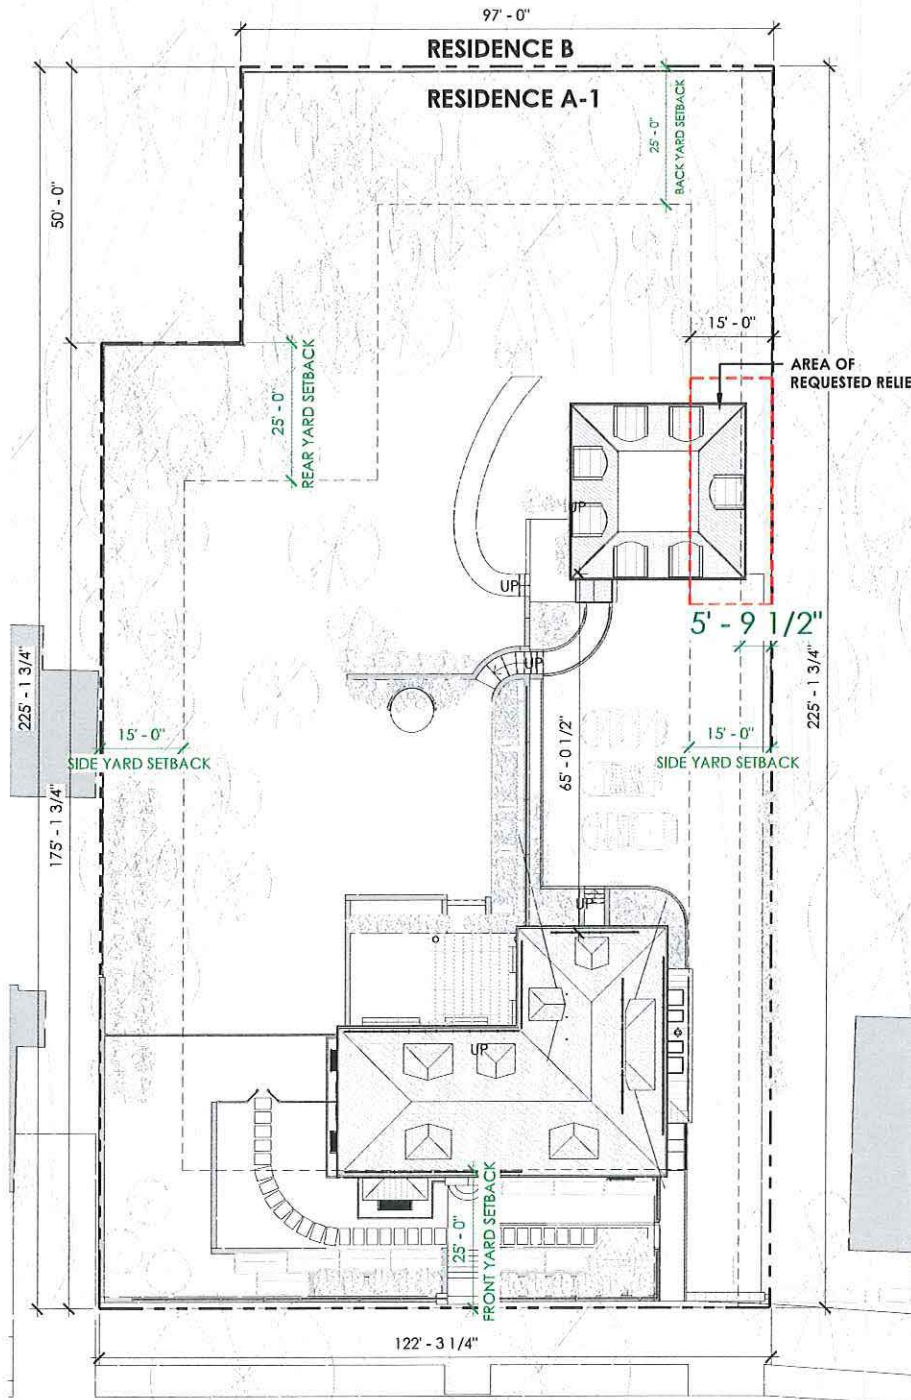 97' - 0"
RESIDENCE B
RESIDENCE A-1
25' - 0"
BACK YARD SETBACK
50' - 0"
15' - 0"
AREA OF
REQUESTED RELIE
25' - 0"
REAR YARD SETBACK
UP
UP
5' - 9 1/2"
UP
225' - 1 3/4"
225' - 1 3/4"
15' - 0"
SIDE YARD SETBACK
65' - 0 1/2"
15' - 0"
SIDE YARD SETBACK
175' - 1 3/4"
UP
UP
25' - 0"
FRONT YARD SETBACK
122' - 3 1/4"